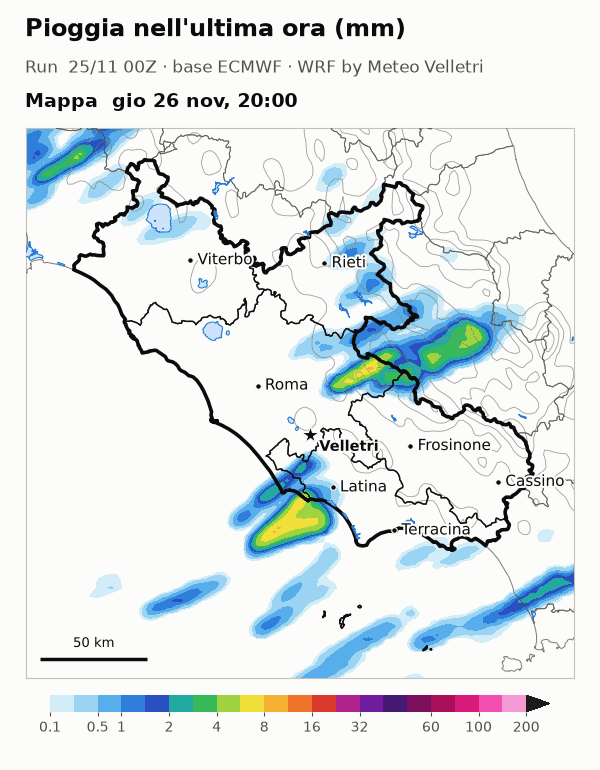 Pioggia nell'ultima ora (mm)
Run  25/11 00Z · base ECMWF · WRF by Meteo Velletri
Mappa  gio 26 nov, 20:00
Viterbo
Rieti
Roma
Velletri
Frosinone
Latina
Cassino
Terracina
50 km
0.1 0.5 1 2 4 8 16 32 60 100 200